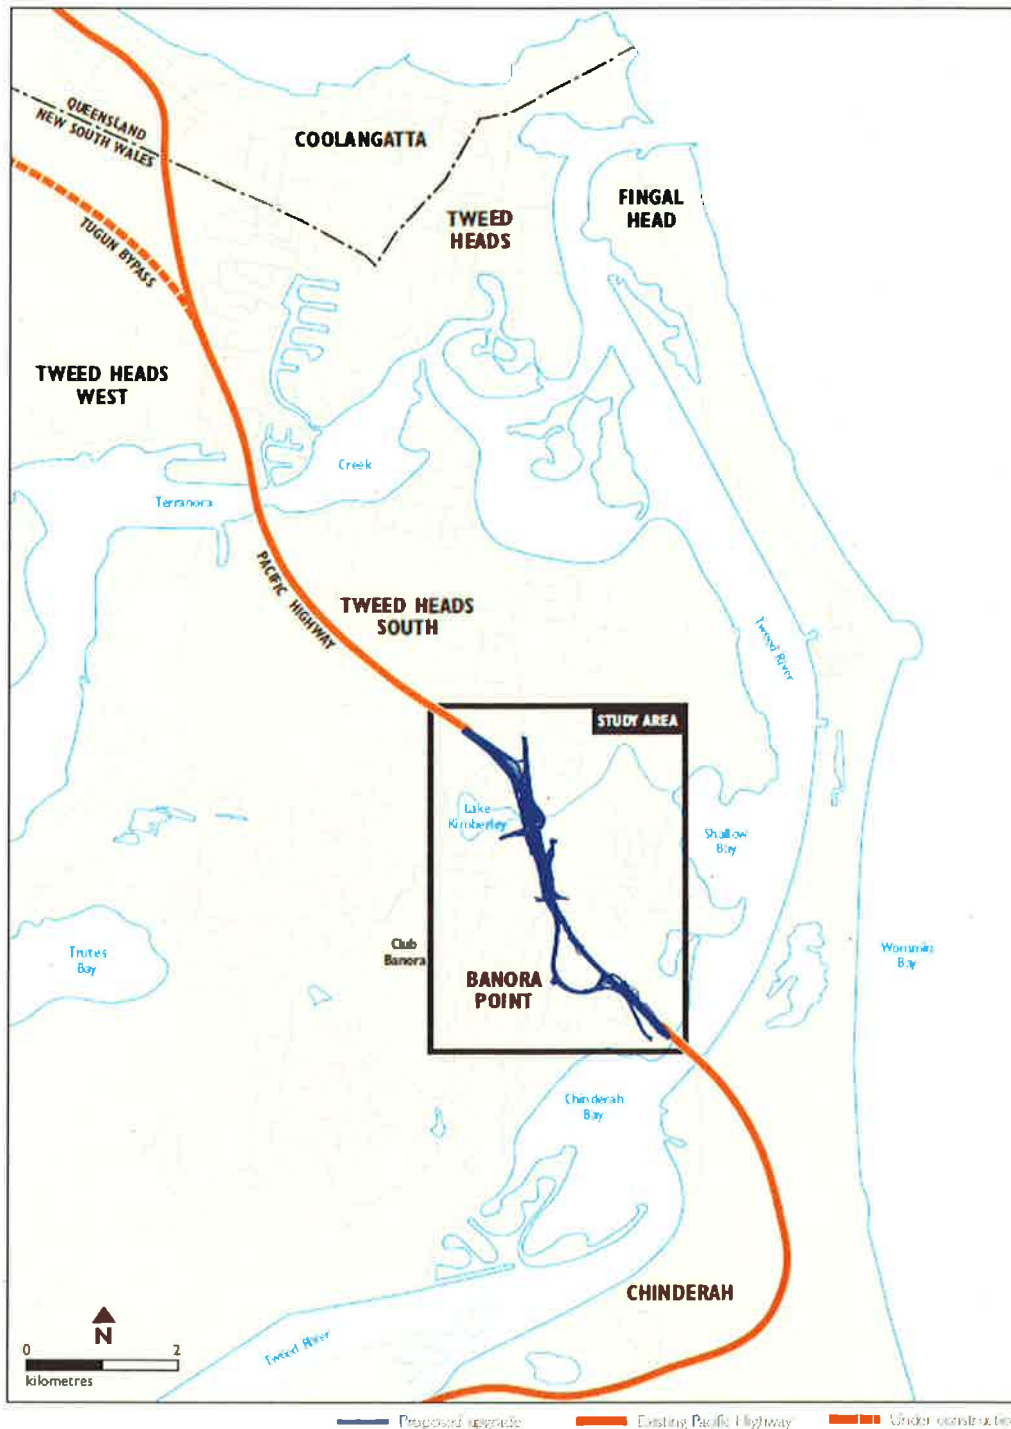 QUEENSLAND
NEW SOUTH WALES
COOLANGATTA
FINGAL
HEAD
TWEED
HEADS
TUGUN BYPASS
TWEED HEADS
WEST
Creek
Terranora
PACIFIC HIGHWAY
TWEED HEADS
SOUTH
Tweed River
STUDY AREA
Lake
Kimberley
Shallow
Bay
Club
Banora
Trutes
Bay
Wommin
Bay
BANORA
POINT
Chinderah
Bay
CHINDERAH
N
0 2
kilometres
Tweed River
Proposed upgrade
Existing Pacific Highway
Under construction